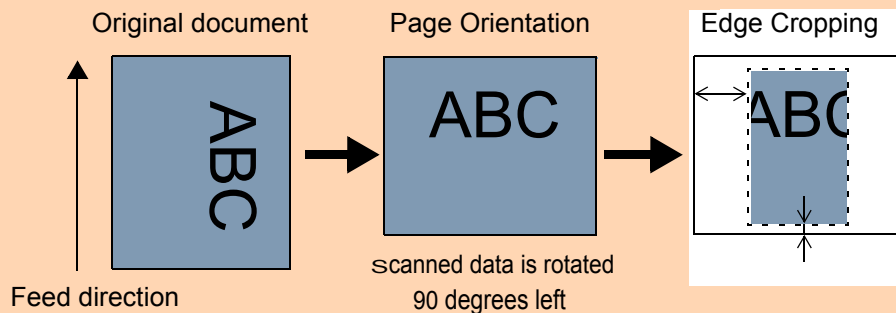 Original document
Page Orientation
Edge Cropping
ABC
ABC
ABC
scanned data is rotated
90 degrees left
Feed direction